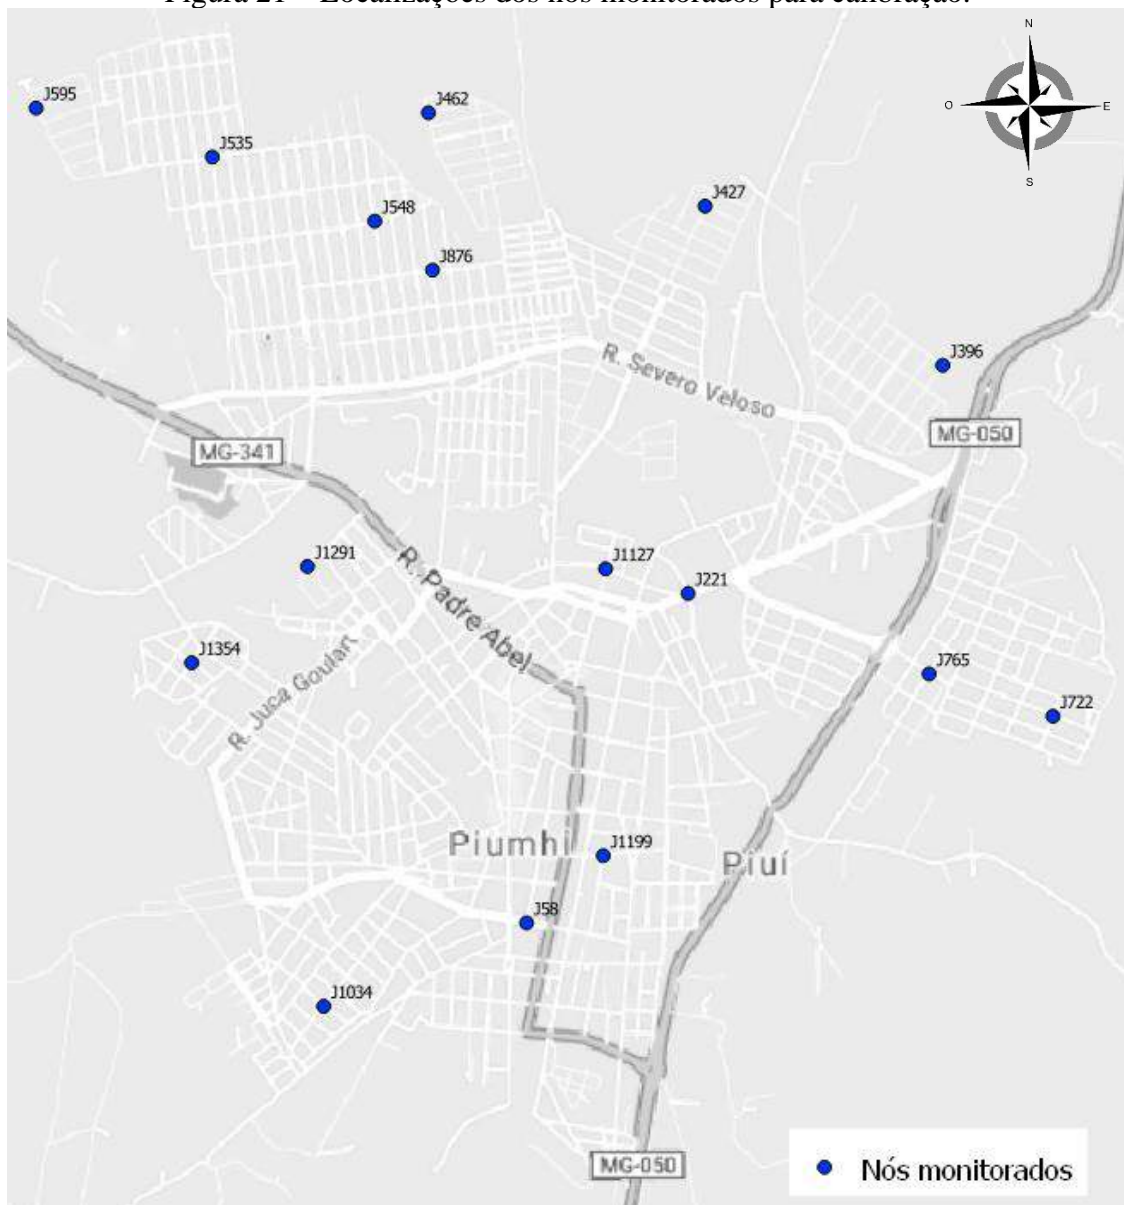 Figura 21 – Localizações dos nós monitorados para calibração.
N
J595
J462
O
E
J535
S
J427
J548
J876
R. Severo Veloso
J396
MG-050
MG-341
J1291
R. Padre Abel
J1127
J221
J1354
R. Juca Goulart
J765
J722
Piumhi
J1199
Piuí
J58
J1034
MG-050
Nós monitorados